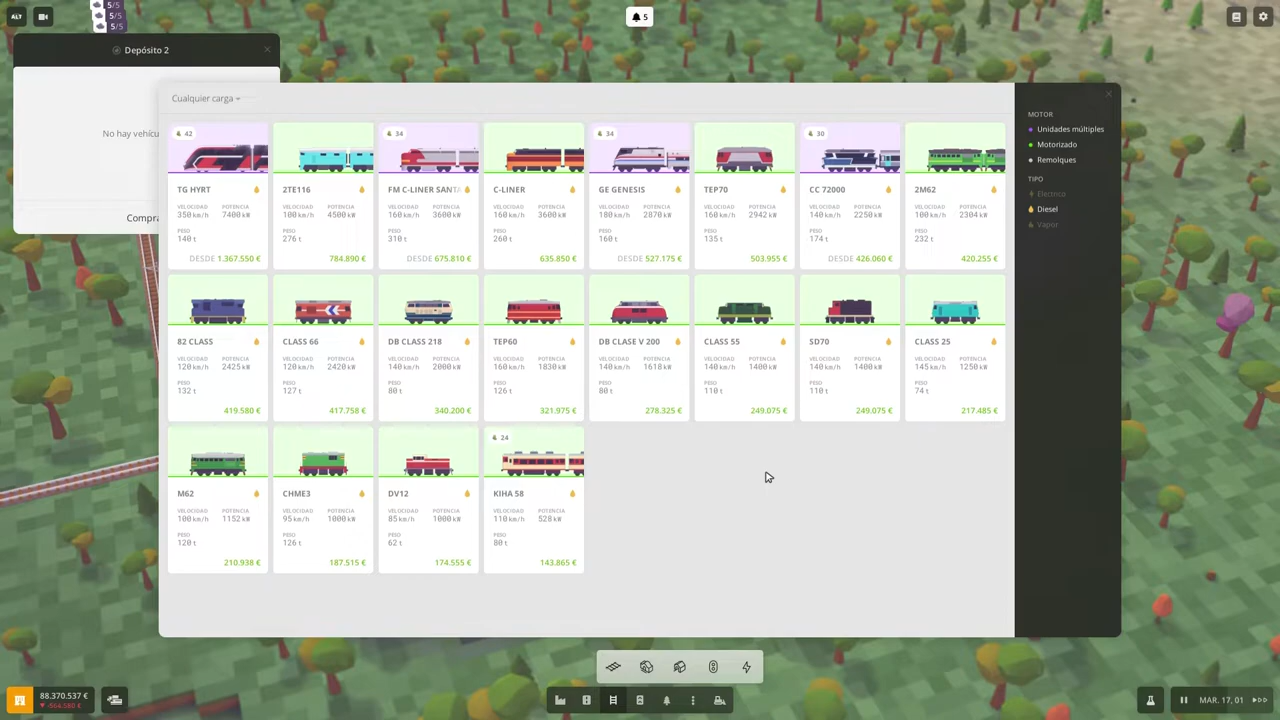 ALT
5/5
5/5
5/5
5
Depósito 2
No hay vehícu
Compra
Cualquier carga
42
34
34
30
TG HYRT
2TE116
FM C-LINER SANTA
C-LINER
GE GENESIS
TEP70
CC 72000
2M62
VELOCIDAD POTENCIA VELOCIDAD POTENCIA VELOCIDAD POTENCIA VELOCIDAD POTENCIA VELOCIDAD POTENCIA VELOCIDAD POTENCIA VELOCIDAD POTENCIA VELOCIDAD POTENCIA
350 km/h 7400 kW 100 km/h 4500 kW 160 km/h 3600 kW 160 km/h 3600 kW 180 km/h 2870 kW 160 km/h 2942 kW 140 km/h 2250 kW 100 km/h 2304 kW
PESO PESO PESO PESO PESO PESO PESO PESO
140 t 276 t 310 t 260 t 160 t 135 t 174 t 232 t
DESDE 1.367.550 € 784.890 € DESDE 675.810 € 635.850 € DESDE 527.175 € 503.955 € DESDE 426.060 € 420.255 €
82 CLASS
CLASS 66
DB CLASS 218
TEP60
DB CLASE V 200
CLASS 55
SD70
CLASS 25
VELOCIDAD POTENCIA VELOCIDAD POTENCIA VELOCIDAD POTENCIA VELOCIDAD POTENCIA VELOCIDAD POTENCIA VELOCIDAD POTENCIA VELOCIDAD POTENCIA VELOCIDAD POTENCIA
120 km/h 2425 kW 120 km/h 2420 kW 140 km/h 2000 kW 160 km/h 1830 kW 140 km/h 1618 kW 140 km/h 1400 kW 140 km/h 1400 kW 145 km/h 1250 kW
PESO PESO PESO PESO PESO PESO PESO PESO
132 t 127 t 80 t 126 t 80 t 110 t 110 t 74 t
419.580 € 417.758 € 340.200 € 321.975 € 278.325 € 249.075 € 249.075 € 217.485 €
24
M62
CHME3
DV12
KIHA 58
VELOCIDAD POTENCIA VELOCIDAD POTENCIA VELOCIDAD POTENCIA VELOCIDAD POTENCIA
100 km/h 1152 kW 95 km/h 1000 kW 85 km/h 1000 kW 110 km/h 528 kW
PESO PESO PESO PESO
120 t 126 t 62 t 80 t
210.938 € 187.515 € 174.555 € 143.865 €
MOTOR
Unidades múltiples
Motorizado
Remolques
TIPO
Electrico
Diesel
Vapor
88.370.537 €
-564.580 €
MAR. 17, 01